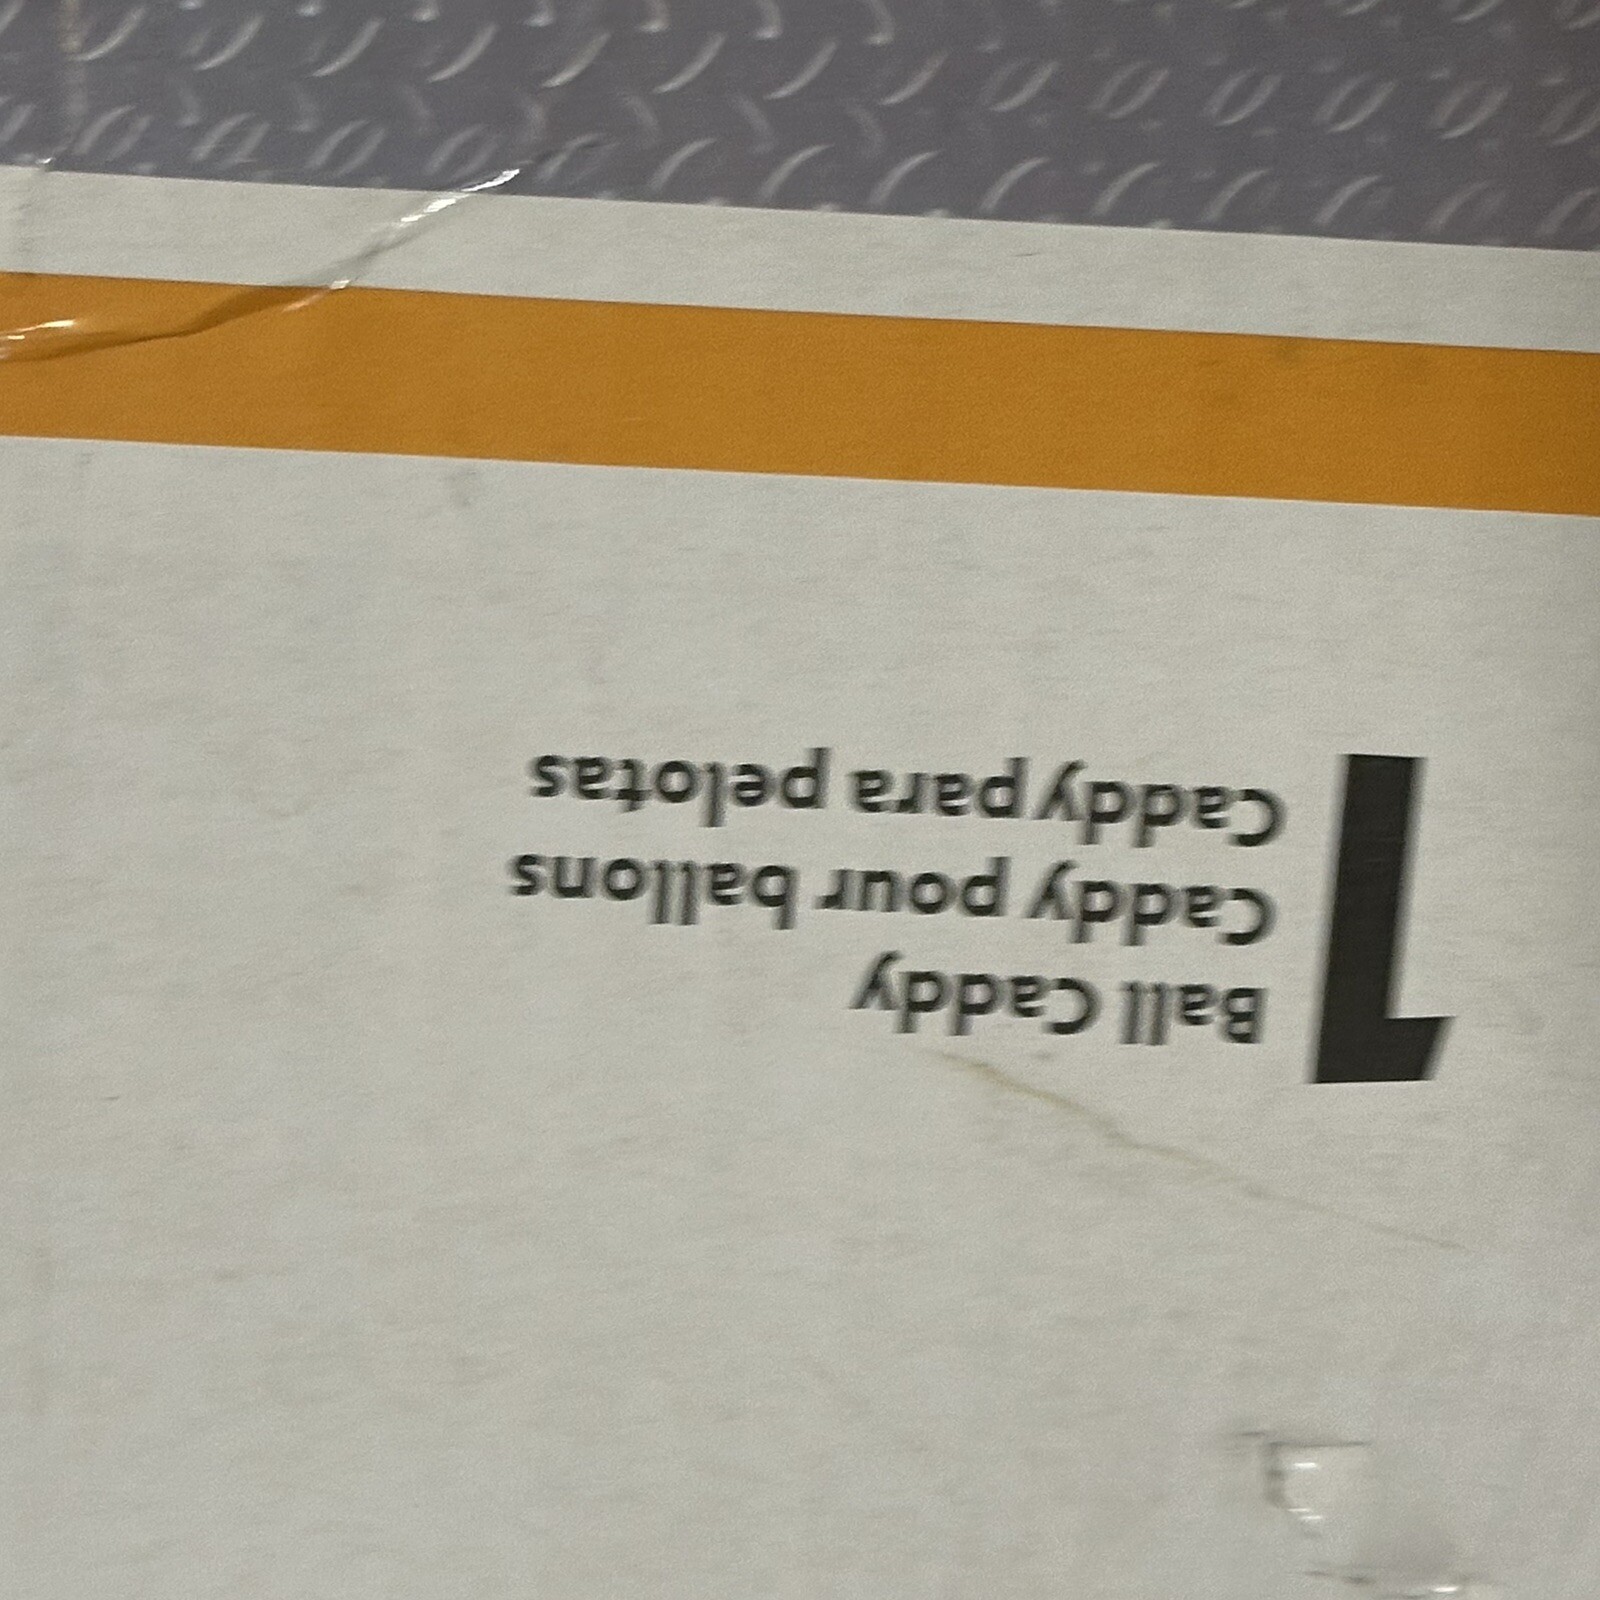 1
Ball Caddy
Caddy pour ballons
Caddy para pelotas